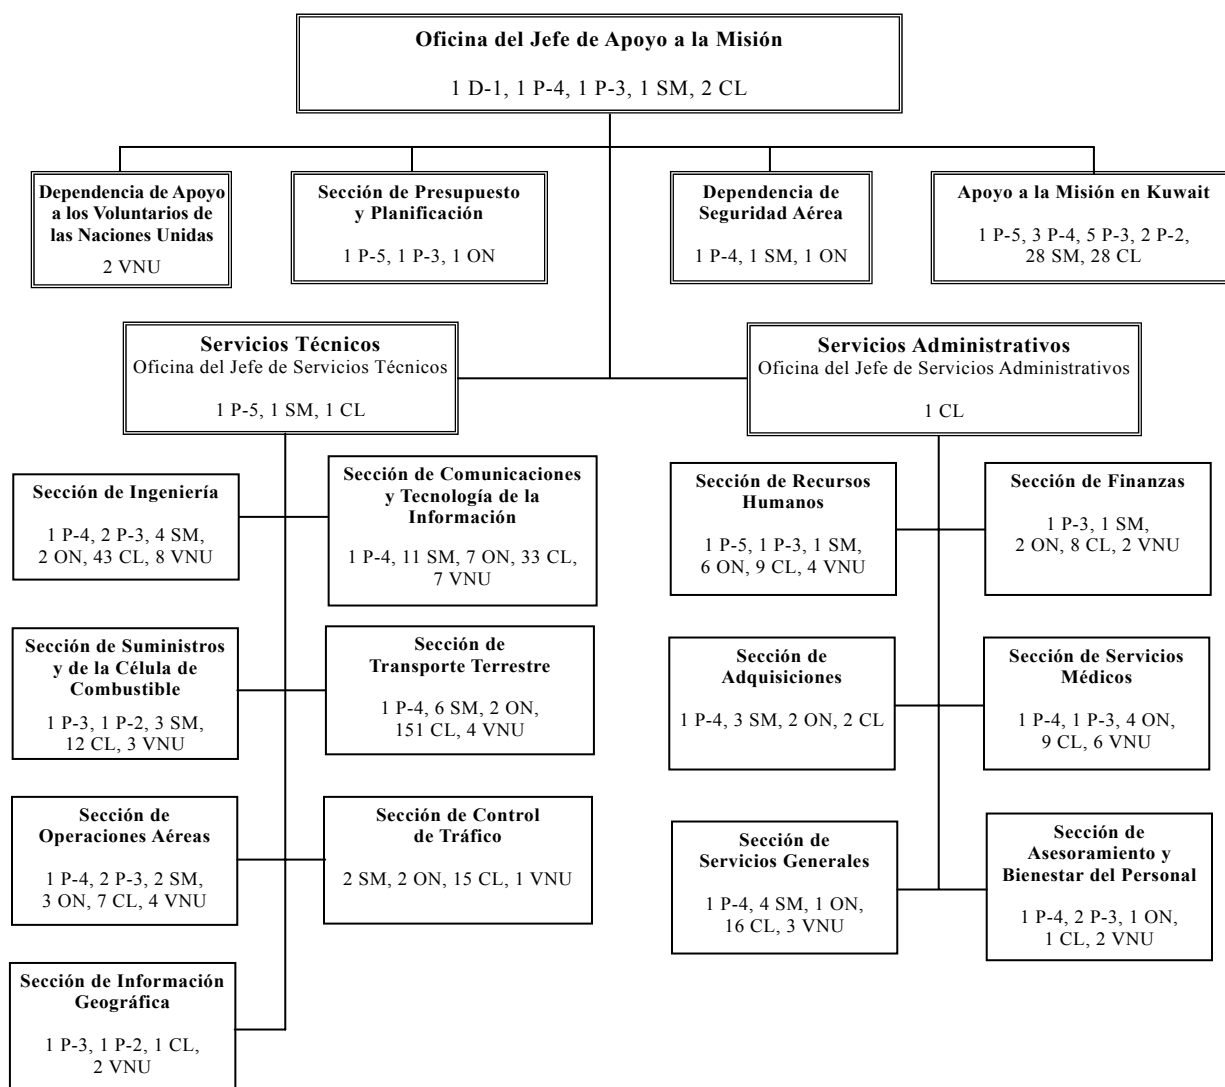 Oficina del Jefe de Apoyo a la Misión
1 D-1, 1 P-4, 1 P-3, 1 SM, 2 CL
Dependencia de Apoyo
a los Voluntarios de
las Naciones Unidas
2 VNU
Sección de Presupuesto
y Planificación
1 P-5, 1 P-3, 1 ON
Dependencia de
Seguridad Aérea
1 P-4, 1 SM, 1 ON
Apoyo a la Misión en Kuwait
1 P-5, 3 P-4, 5 P-3, 2 P-2,
28 SM, 28 CL
Servicios Técnicos
Oficina del Jefe de Servicios Técnicos
1 P-5, 1 SM, 1 CL
Servicios Administrativos
Oficina del Jefe de Servicios Administrativos
1 CL
Sección de Ingeniería
1 P-4, 2 P-3, 4 SM,
2 ON, 43 CL, 8 VNU
Sección de Comunicaciones
y Tecnología de la
Información
1 P-4, 11 SM, 7 ON, 33 CL,
7 VNU
Sección de Recursos
Humanos
1 P-5, 1 P-3, 1 SM,
6 ON, 9 CL, 4 VNU
Sección de Finanzas
1 P-3, 1 SM,
2 ON, 8 CL, 2 VNU
Sección de Suministros
y de la Célula de
Combustible
1 P-3, 1 P-2, 3 SM,
12 CL, 3 VNU
Sección de
Transporte Terrestre
1 P-4, 6 SM, 2 ON,
151 CL, 4 VNU
Sección de
Adquisiciones
1 P-4, 3 SM, 2 ON, 2 CL
Sección de Servicios
Médicos
1 P-4, 1 P-3, 4 ON,
9 CL, 6 VNU
Sección de
Operaciones Aéreas
1 P-4, 2 P-3, 2 SM,
3 ON, 7 CL, 4 VNU
Sección de Control
de Tráfico
2 SM, 2 ON, 15 CL, 1 VNU
Sección de
Servicios Generales
1 P-4, 4 SM, 1 ON,
16 CL, 3 VNU
Sección de
Asesoramiento y
Bienestar del Personal
1 P-4, 2 P-3, 1 ON,
1 CL, 2 VNU
Sección de Información
Geográfica
1 P-3, 1 P-2, 1 CL,
2 VNU